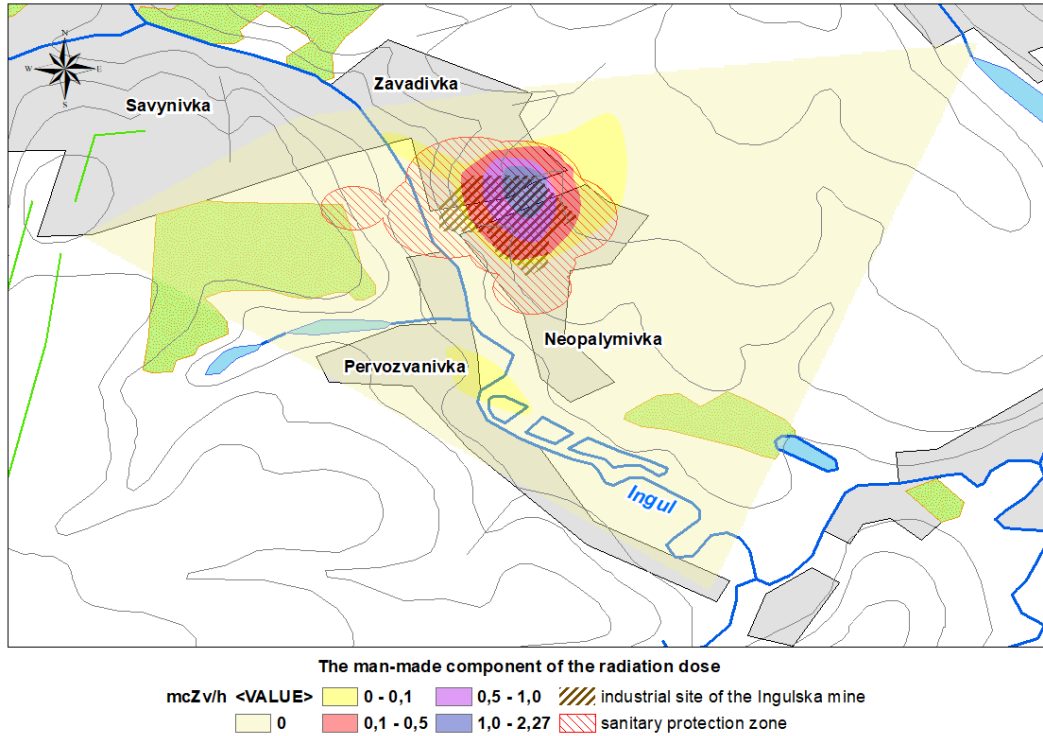 N
W E
S
Zavadivka
Savynivka
Neopalymivka
Pervozvanivka
Ingul
The man-made component of the radiation dose
mcZv/h <VALUE> 0 - 0,1 0,5 - 1,0 industrial site of the Ingulska mine
0 0,1 - 0,5 1,0 - 2,27 sanitary protection zone